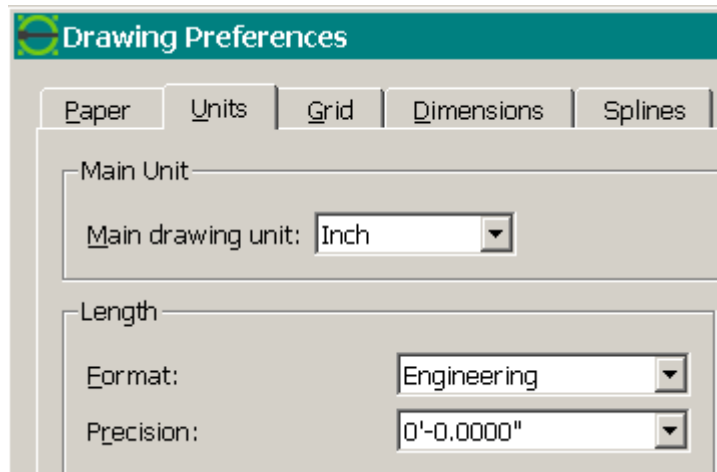 Drawing Preferences
Paper Units Grid Dimensions Splines
Main Unit
Main drawing unit: Inch
Length
Format: Engineering
Precision: 0'-0.0000"